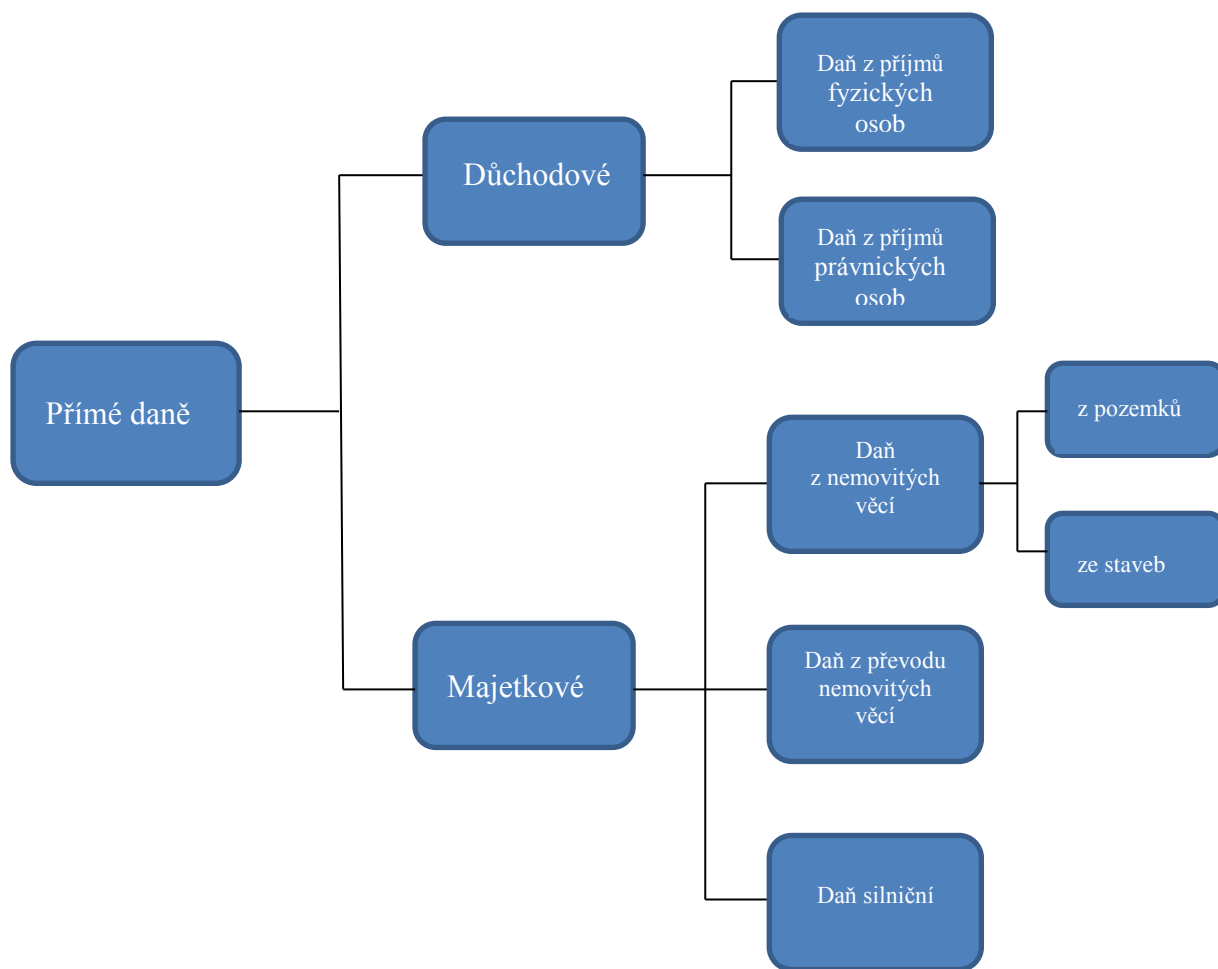 Přímé daně
Důchodové
Daň z příjmů
fyzických
osob
Daň z příjmů
právnických
osob
Majetkové
Daň
z nemovitých
věcí
z pozemků
ze staveb
Daň z převodu
nemovitých
věcí
Daň silniční